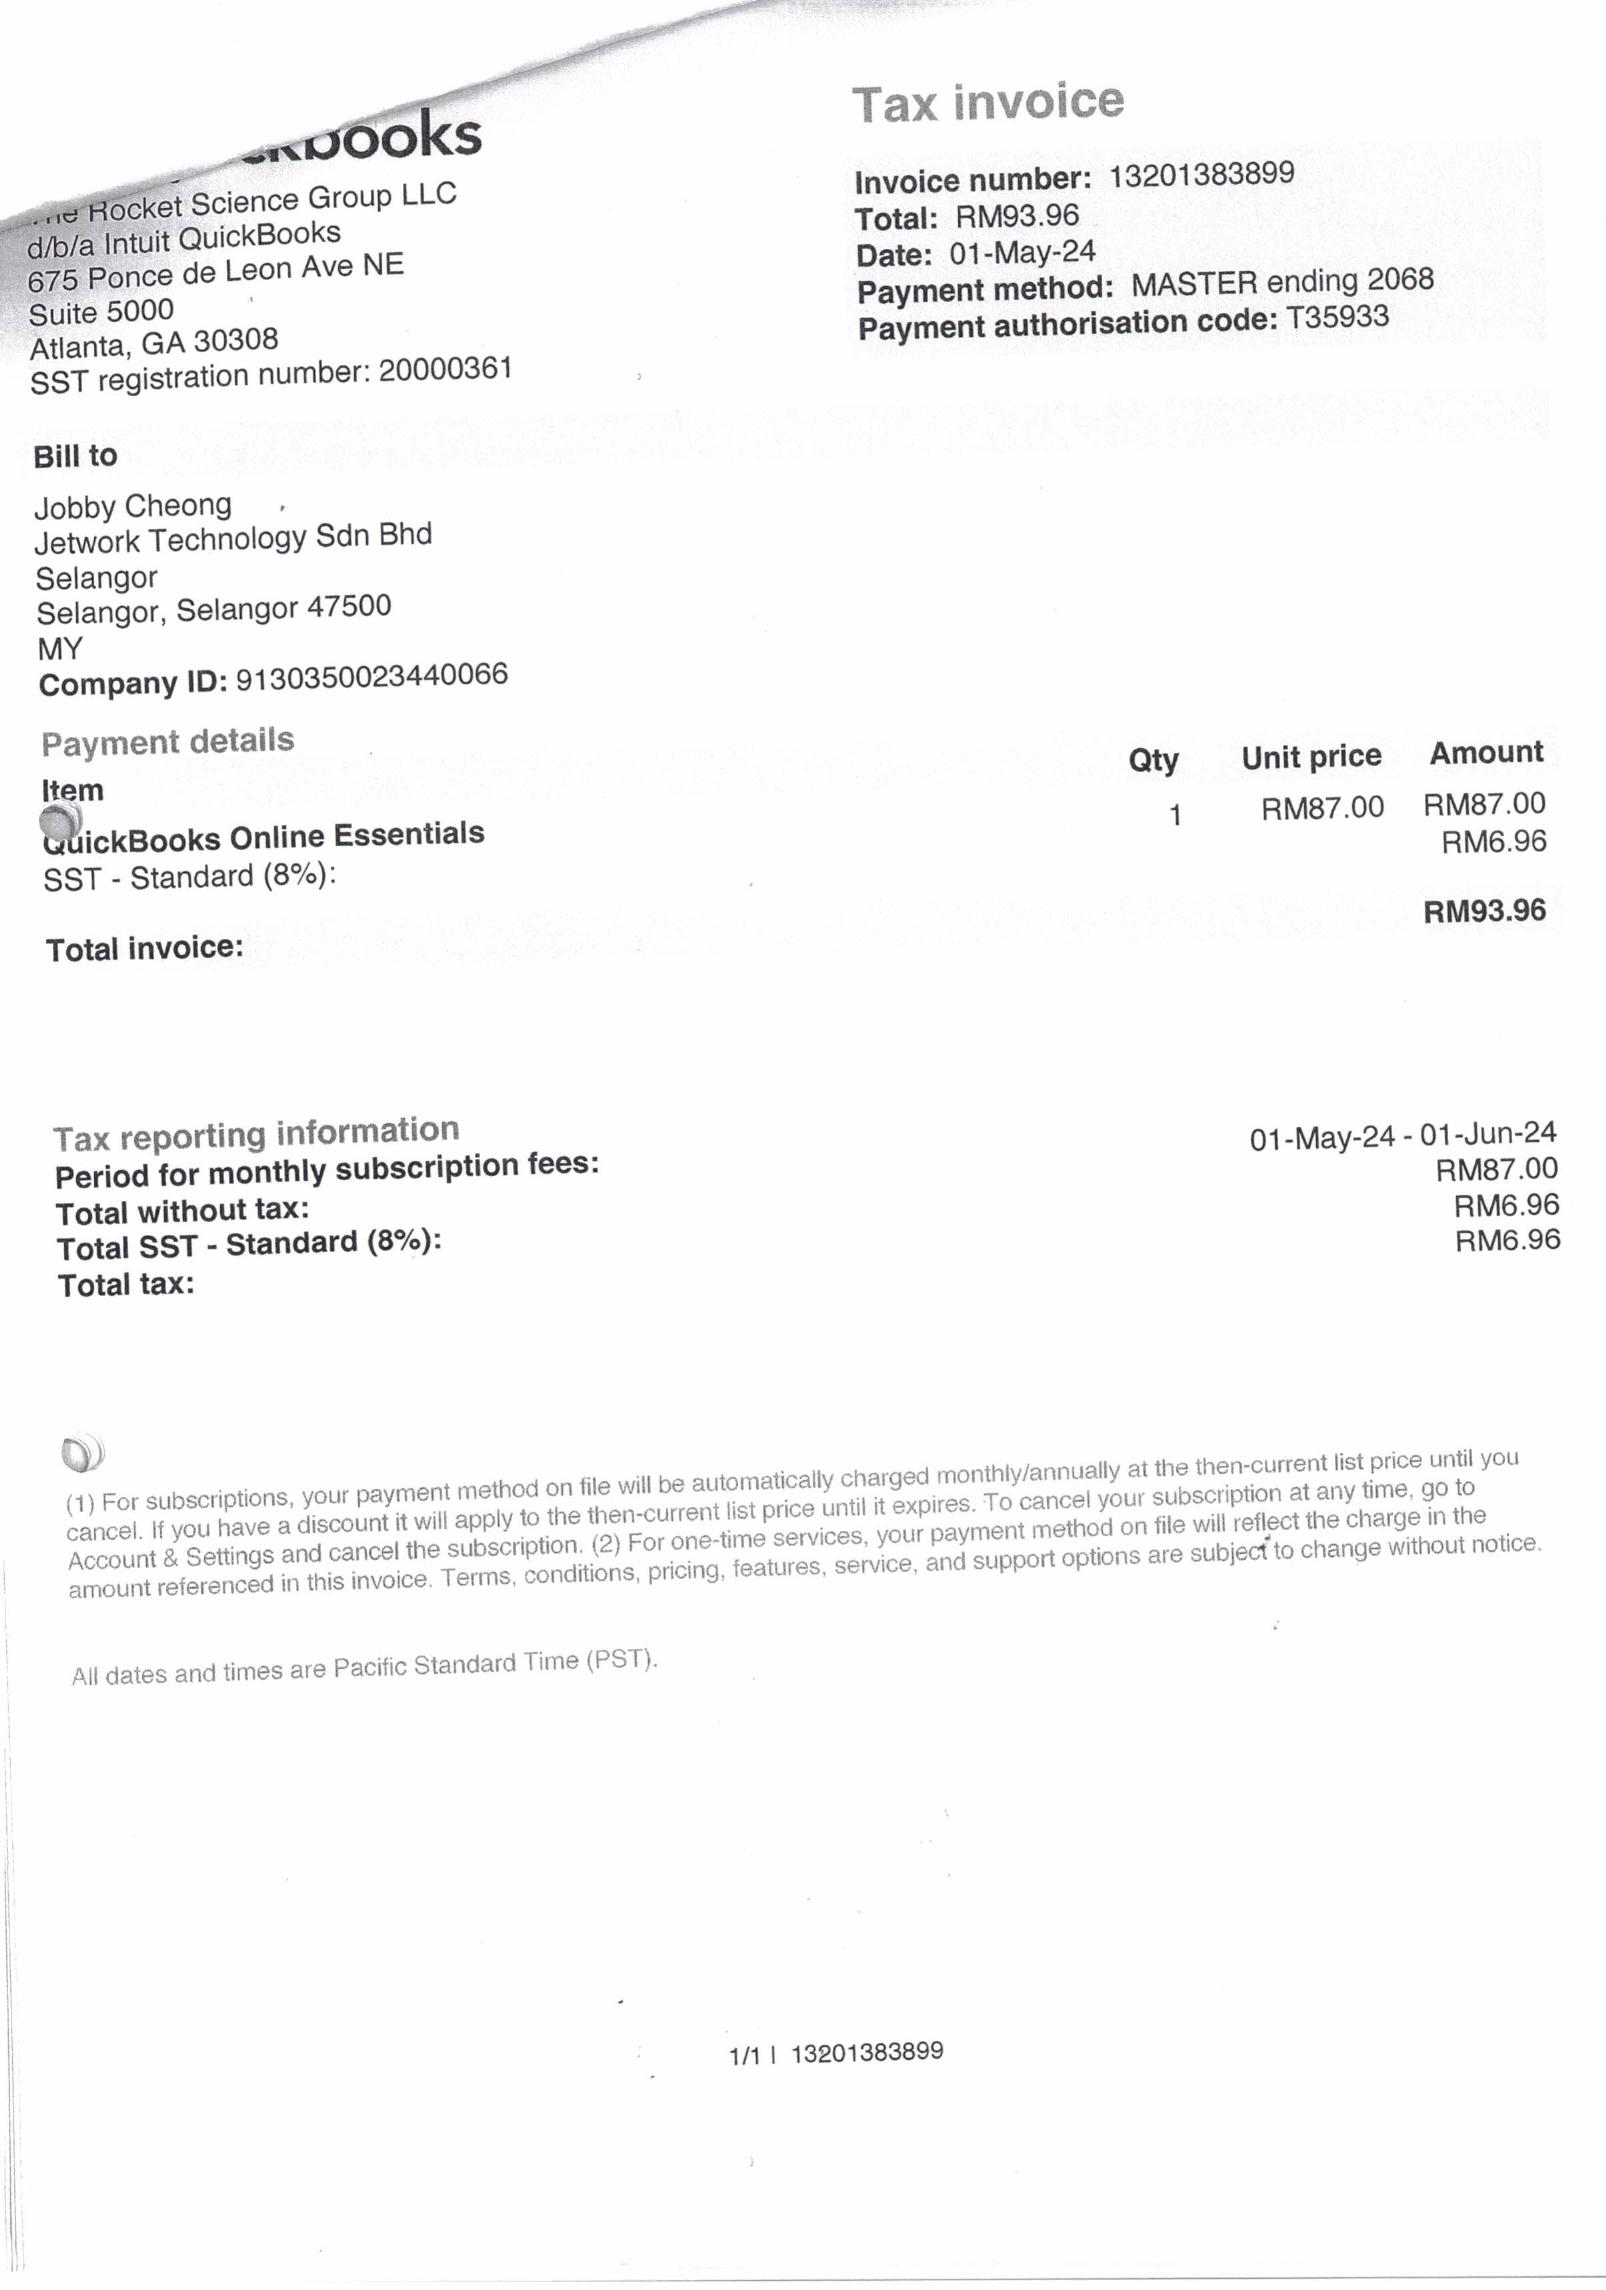 books
Rocket Science Group LLC
d/b/a Intuit QuickBooks
675 Ponce de Leon Ave NE
Suite 5000
Atlanta, GA 30308
SST registration number: 20000361
Tax invoice
Invoice number: 13201383899
Total: RM93.96
Date: 01-May-24
Payment method: MASTER ending 2068
Payment authorisation code: T35933
Bill to
Jobby Cheong
Jetwork Technology Sdn Bhd
Selangor
Selangor, Selangor 47500
MY
Company ID: 9130350023440066
Payment details
Item Qty Unit price Amount
QuickBooks Online Essentials 1 RM87.00 RM87.00
SST - Standard (8%): RM6.96
Total invoice: RM93.96
Tax reporting information
Period for monthly subscription fees: 01-May-24 - 01-Jun-24
Total without tax: RM87.00
Total SST - Standard (8%): RM6.96
Total tax: RM6.96
(1) For subscriptions, your payment method on file will be automatically charged monthly/annually at the then-current list price until you
cancel. If you have a discount it will apply to the then-current list price until it expires. To cancel your subscription at any time, go to
Account & Settings and cancel the subscription. (2) For one-time services, your payment method on file will reflect the charge in the
amount referenced in this invoice. Terms, conditions, pricing, features, service, and support options are subject to change without notice.
All dates and times are Pacific Standard Time (PST).
1/1 | 13201383899